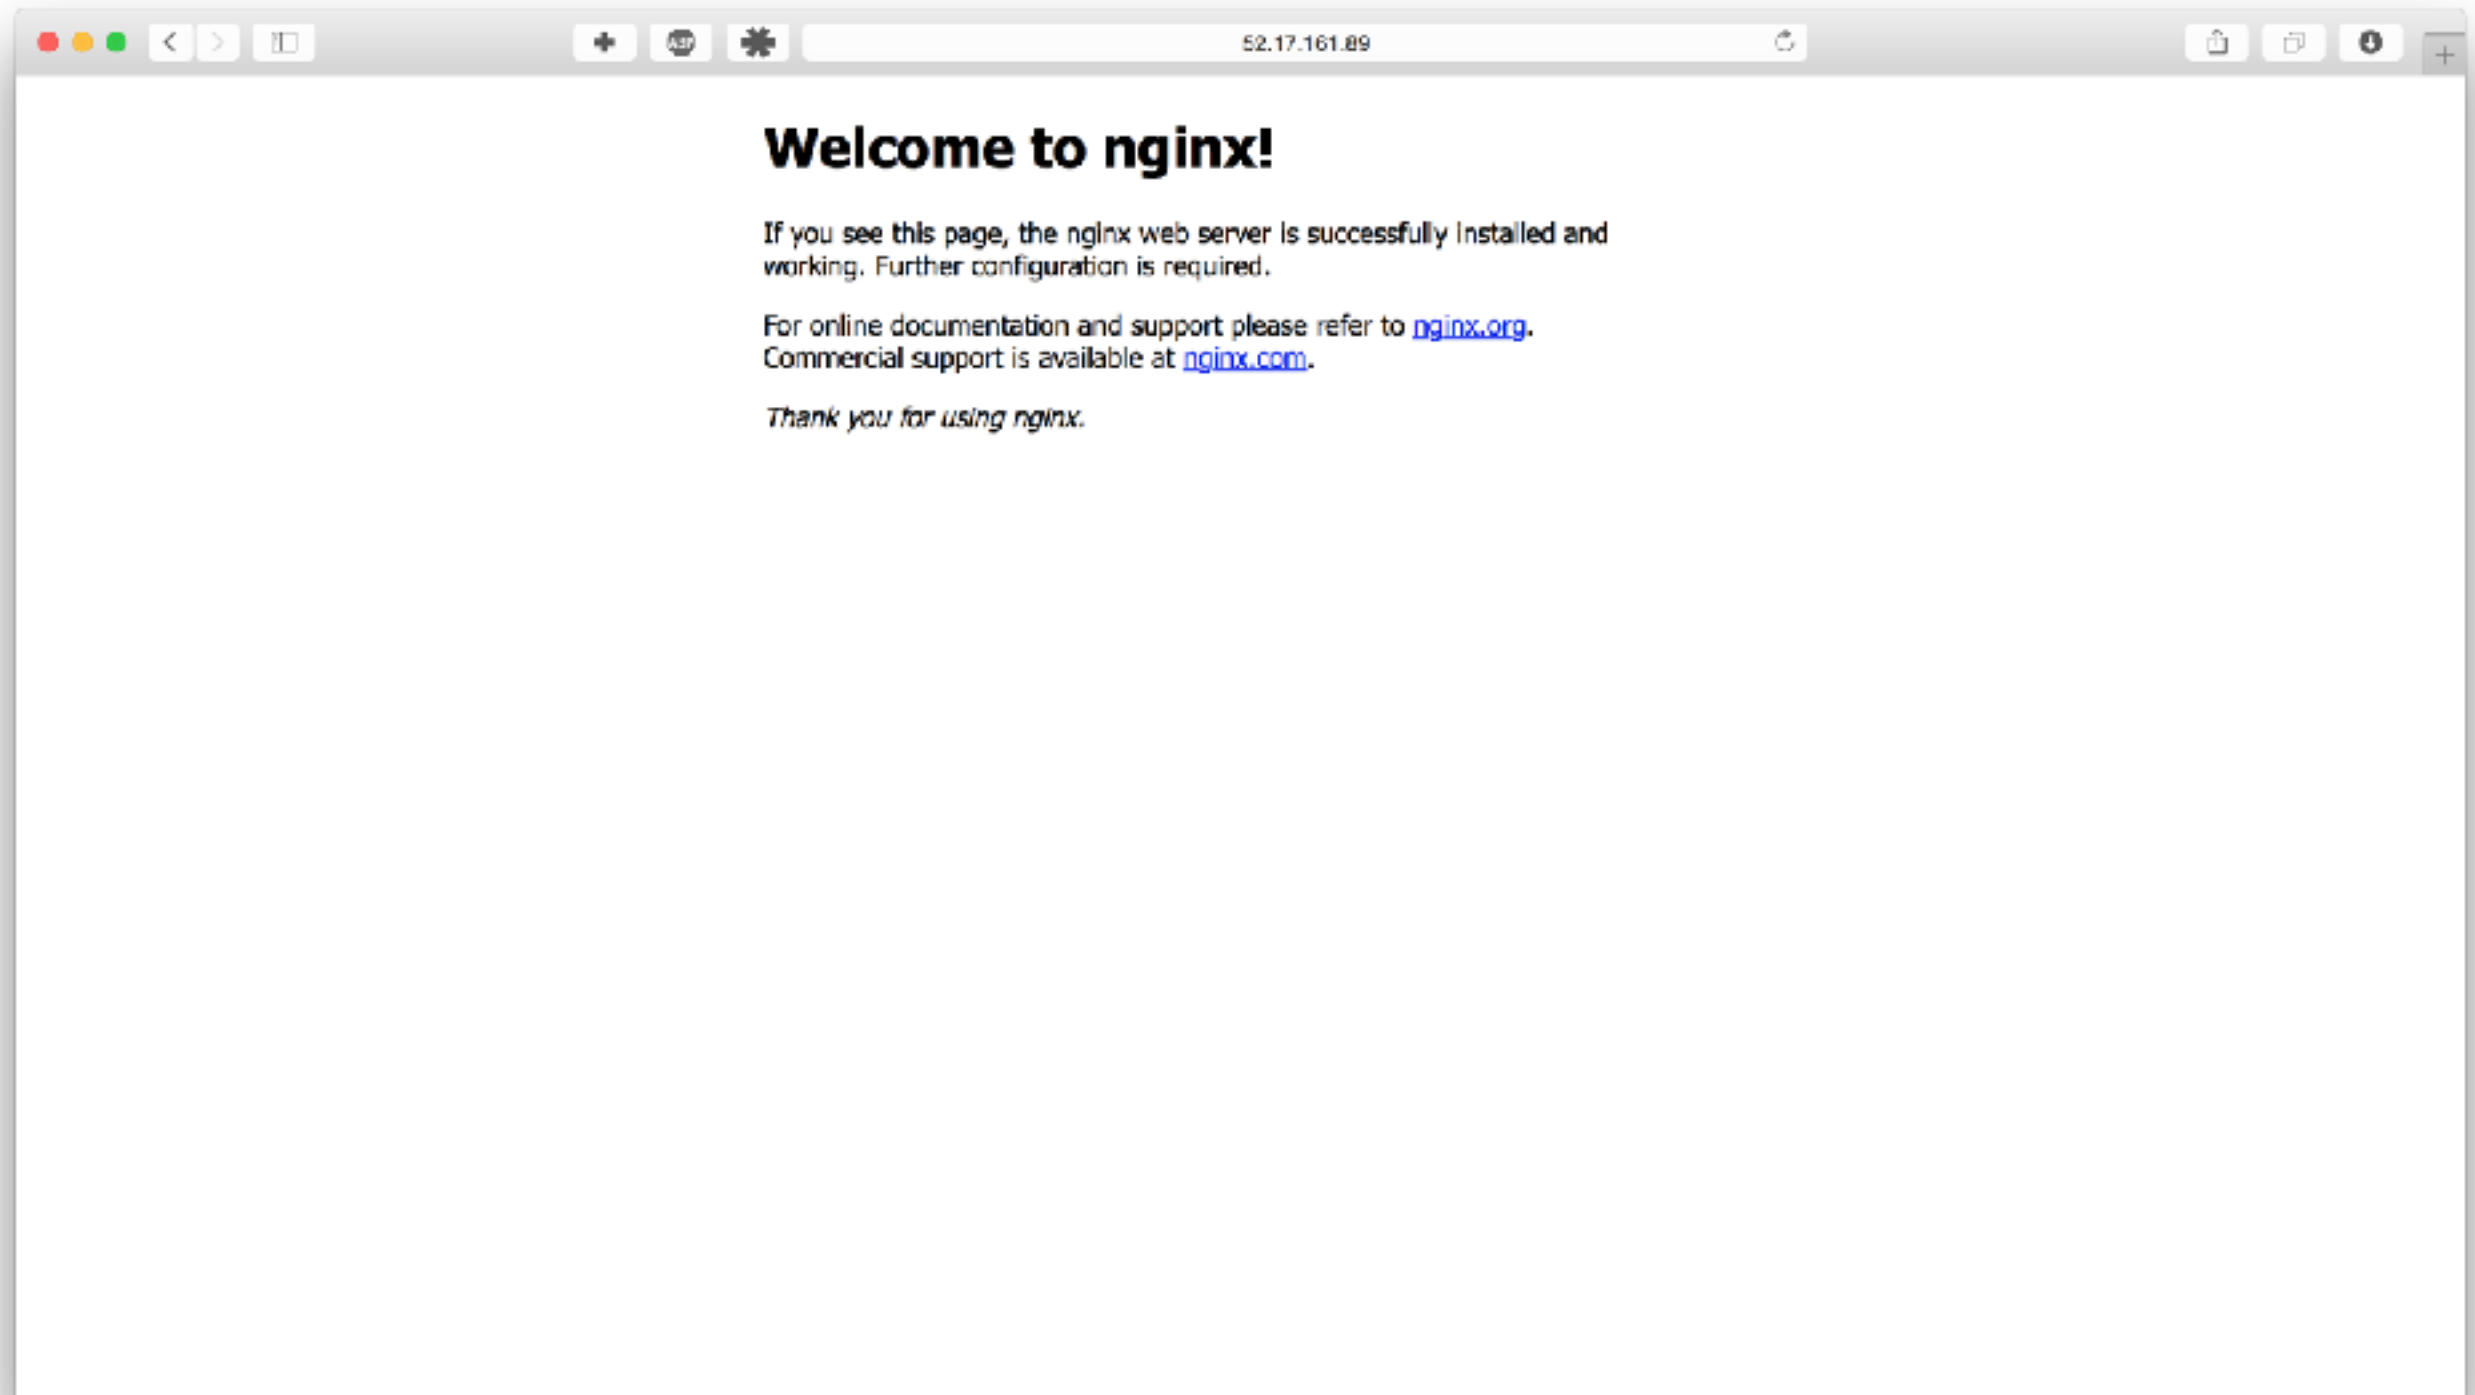 52.17.161.89
Welcome to nginx!
If you see this page, the nginx web server is successfully installed and
working. Further configuration is required.
For online documentation and support please refer to nginx.org.
Commercial support is available at nginx.com.
Thank you for using nginx.